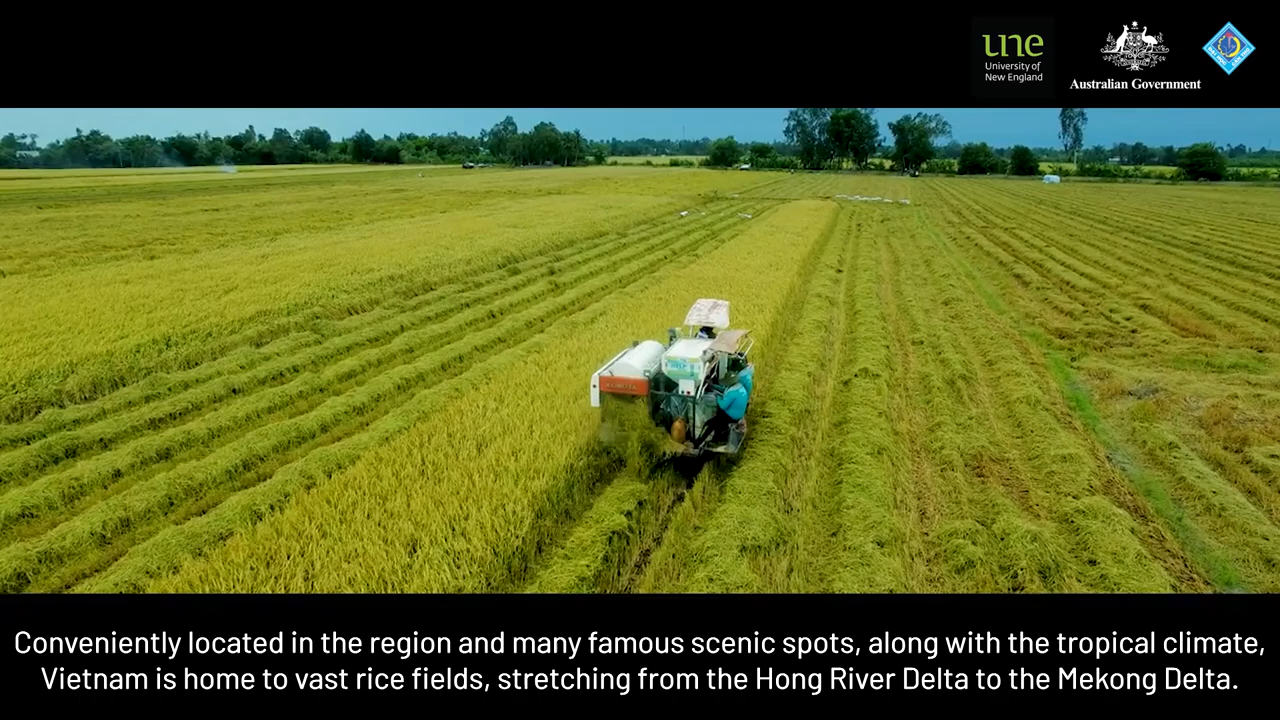 une
University of
New England
Australian Government
Conveniently located in the region and many famous scenic spots, along with the tropical climate,
Vietnam is home to vast rice fields, stretching from the Hong River Delta to the Mekong Delta.
KUBOTA